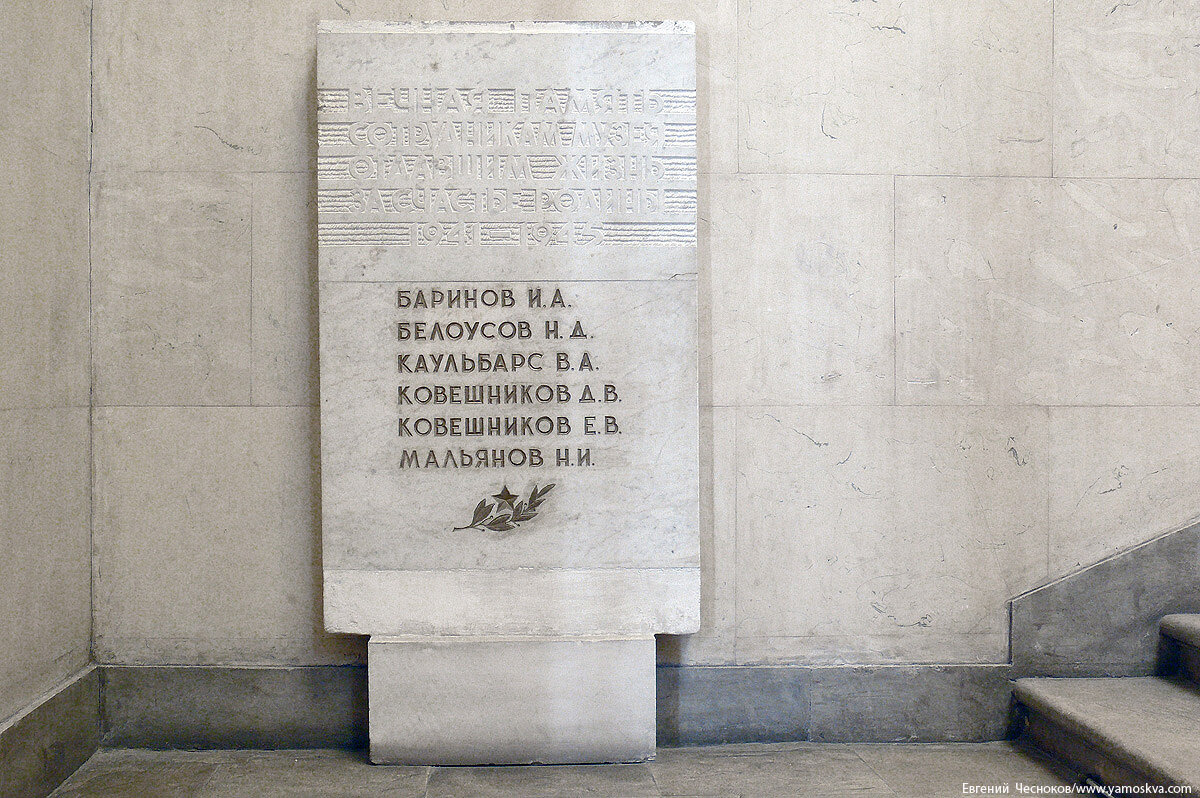 ВЕЧНАЯ ПАМЯТЬ
СОТРУДНИКАМ МУЗЕЯ,
ОТДАВШИМ ЖИЗНЬ
ЗА СЧАСТЬЕ РОДИНЫ
1941 1945
БАРИНОВ И.А.
БЕЛОУСОВ Н.Д.
КАУЛЬБАРС В.А.
КОВЕШНИКОВ Д.В.
КОВЕШНИКОВ Е.В.
МАЛЬЯНОВ Н.И.
Евгений Чесноков/www.yamoskva.com